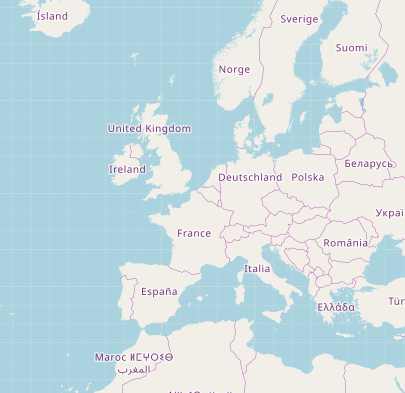 Ísland
Sverige
Suomi
Norge
United Kingdom
Беларусь
Ireland
Deutschland
Polska
Украї
France
România
Italia
España
Ελλάδα
Tür
Maroc ⵍⵎⵖⵔⵉⴱ
المغرب